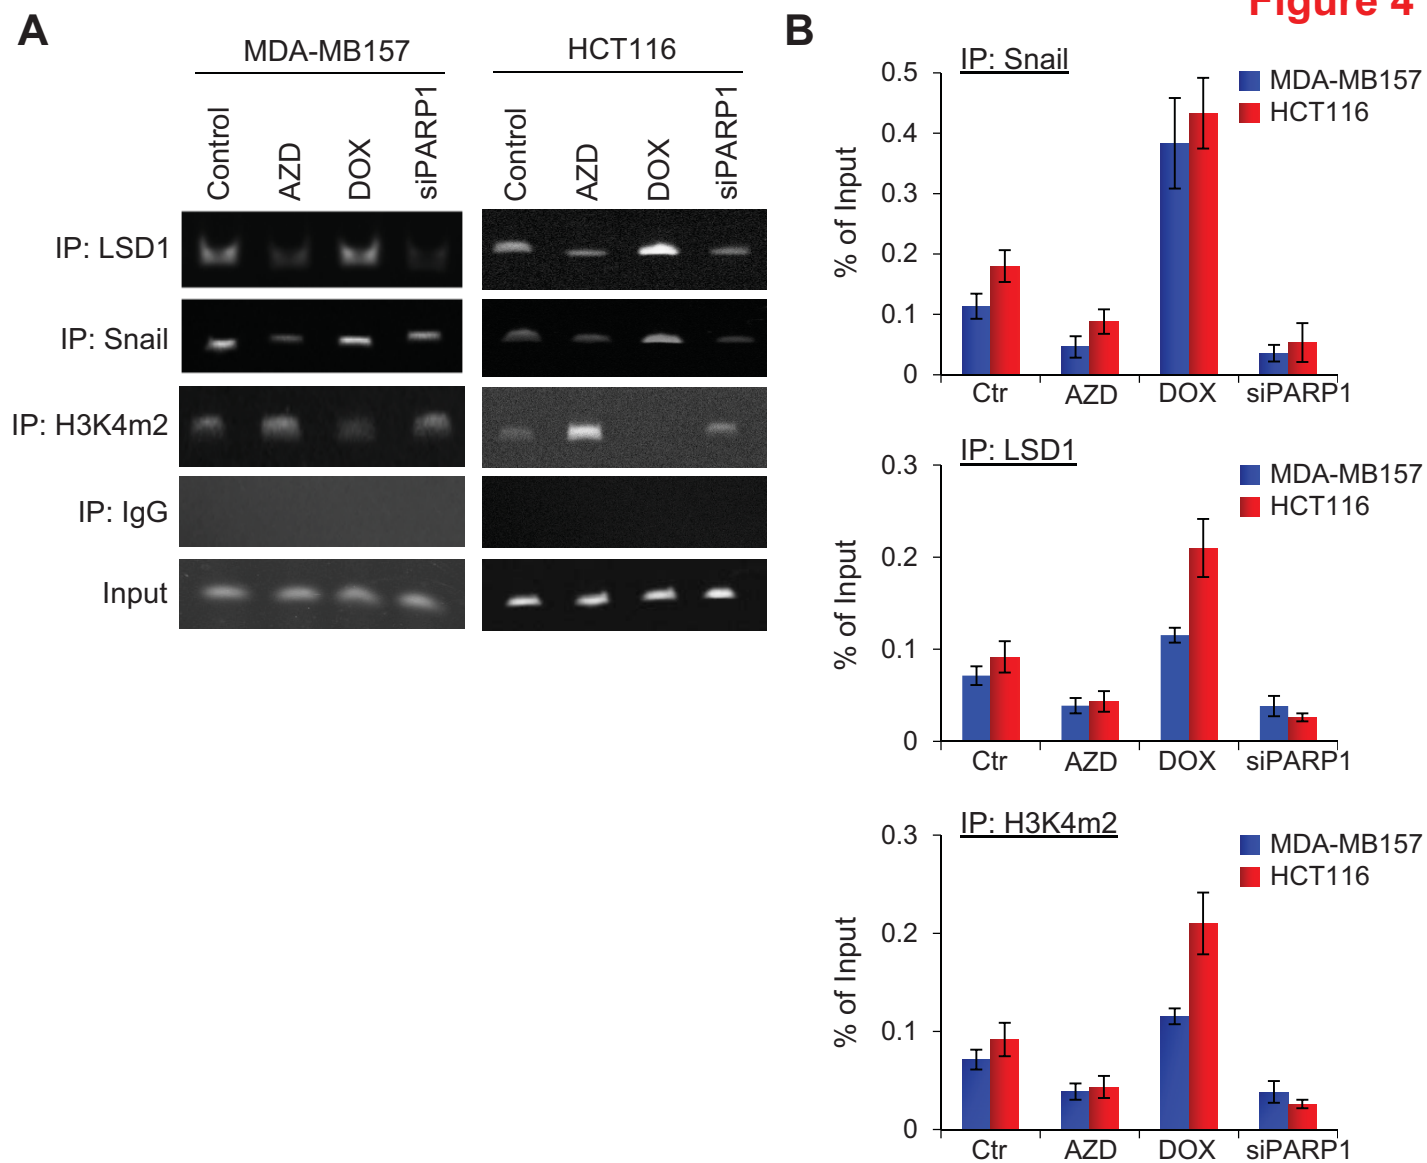 Figure 4
A
MDA-MB157
HCT116
Control
AZD
DOX
siPARP1
Control
AZD
DOX
siPARP1
IP: LSD1
IP: Snail
IP: H3K4m2
IP: IgG
Input
B
IP: Snail
MDA-MB157
HCT116
% of Input
0.5
0.4
0.3
0.2
0.1
0
Ctr
AZD
DOX
siPARP1
IP: LSD1
MDA-MB157
HCT116
% of Input
0.3
0.2
0.1
0
Ctr
AZD
DOX
siPARP1
IP: H3K4m2
MDA-MB157
HCT116
% of Input
0.3
0.2
0.1
0
Ctr
AZD
DOX
siPARP1